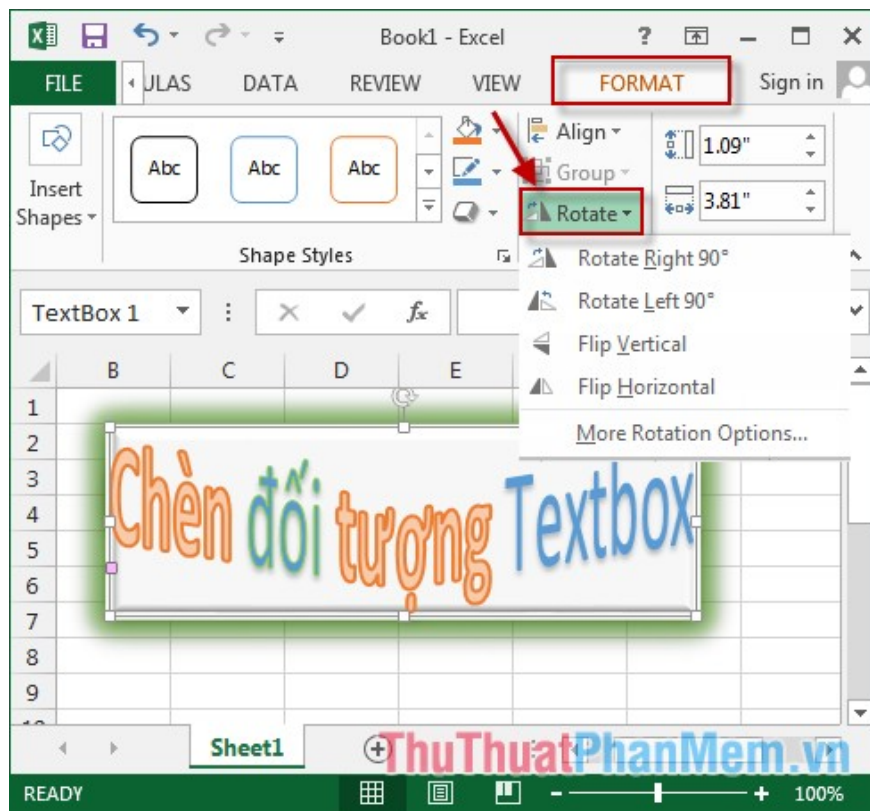 Book1 - Excel ?
FILE ULAS DATA REVIEW VIEW FORMAT Sign in
Abc Abc Abc
Insert
Shapes
Align
Group
Rotate
1.09"
3.81"
Shape Styles
Rotate Right 90°
Rotate Left 90°
Flip Vertical
Flip Horizontal
More Rotation Options...
TextBox 1 fx
B C D E
1
2
3
4
5
6
7
8
9
Chèn đối tượng Textbox
Sheet1
ThuThuatPhanMem.vn
READY 100%